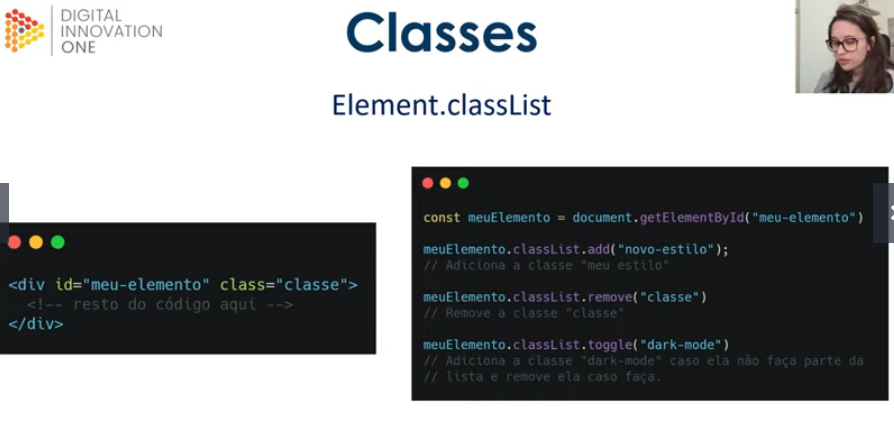 DIGITAL
INNOVATION
ONE
Classes
Element.classList
<div id="meu-elemento" class="classe">
<!-- resto do código aqui -->
</div>
const meuElemento = document.getElementById("meu-elemento")
meuElemento.classList.add("novo-estilo");
// Adiciona a classe "meu estilo"
meuElemento.classList.remove("classe")
// Remove a classe "classe"
meuElemento.classList.toggle("dark-mode")
// Adiciona a classe "dark-mode" caso ela não faça parte da
// lista e remove ela caso faça.